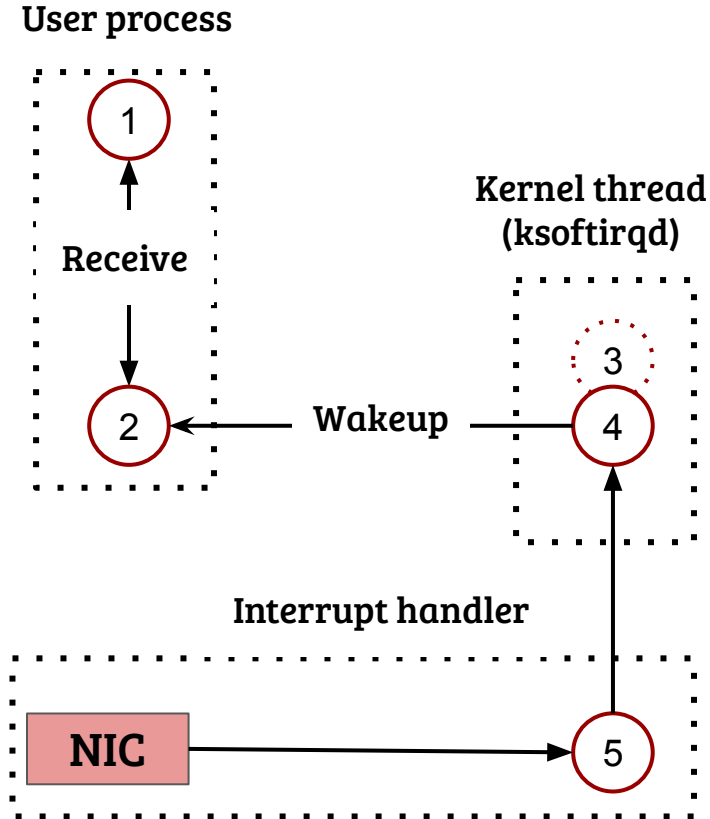 User process
1
Kernel thread
(ksoftirqd)
Receive
3
2
Wakeup
4
Interrupt handler
NIC
5